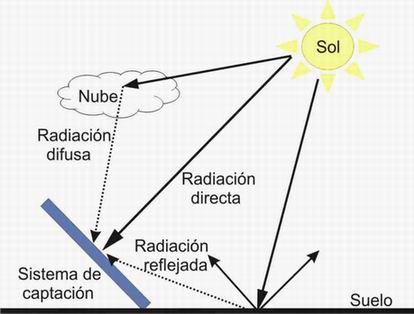 Sol
Nube
Radiación
difusa
Radiación
directa
Radiación
reflejada
Sistema de
captación
Suelo